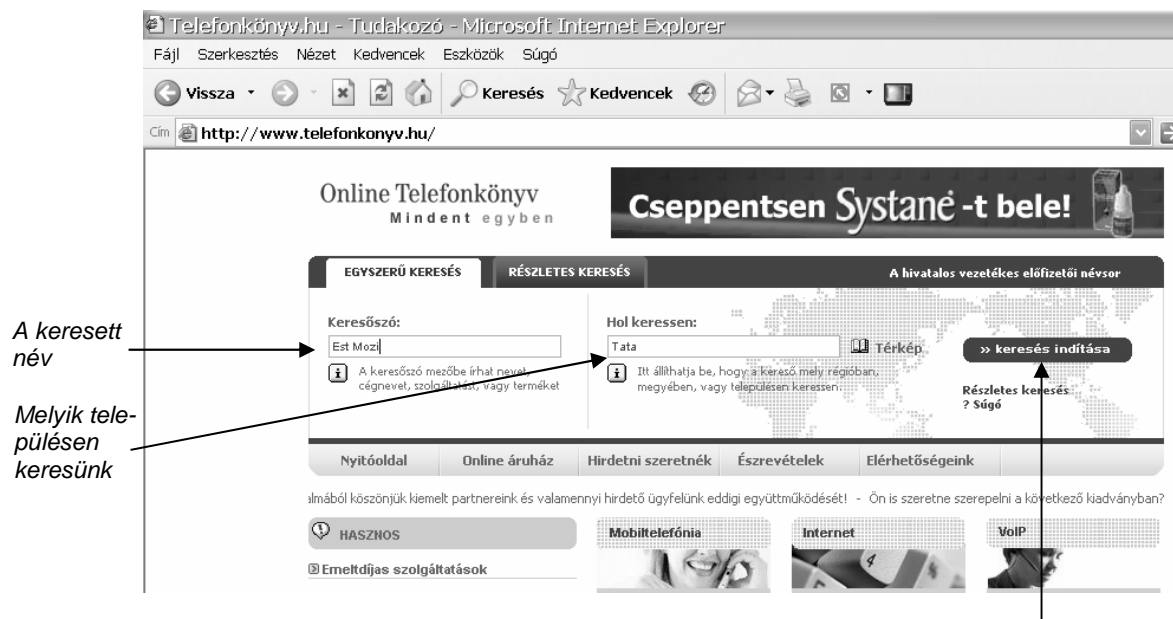 Telefonkönyv.hu - Tudakozó - Microsoft Internet Explorer
Fájl Szerkesztés Nézet Kedvencek Eszközök Súgó
Vissza Keresés Kedvencek
Cím http://www.telefonkonyv.hu/
Online Telefonkönyv
Mindent egyben
Cseppentsen Systane -t bele!
EGYSZERŰ KERESÉS RÉSZLETES KERESÉS A hivatalos vezetékes előfizetői névsor
A keresett
név
Keresőszó:
Est Mozi
A keresőszó mezőbe írhat nevet,
cégnevet, szolgáltatást, vagy terméket
Hol keressen:
Tata
Térkép
Itt állíthatja be, hogy a kereső mely régióban,
megyében, vagy településen keressen.
» keresés indítása
Részletes keresés
? Súgó
Melyik tele-
pülésen
keresünk
Nyitóoldal Online áruház Hirdetni szeretnék Észrevételek Elérhetőségeink
almából köszönjük kiemelt partnereink és valamennyi hirdető ügyfelünk eddigi együttműködését! - Ön is szeretne szerepelni a következő kiadványban?
HASZNOS Mobiltelefónia Internet VoIP
Emeltdíjas szolgáltatások